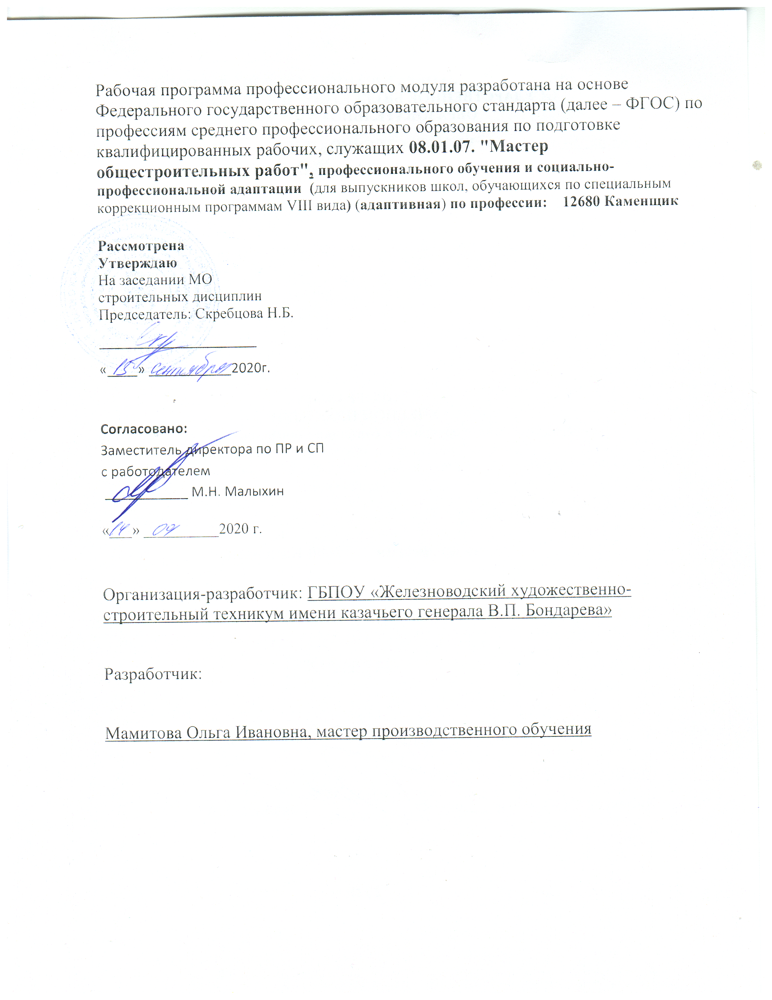 Рабочая программа профессионального модуля разработана на основе
Федерального государственного образовательного стандарта (далее – ФГОС) по
профессиям среднего профессионального образования по подготовке
квалифицированных рабочих, служащих 08.01.07. "Мастер
общестроительных работ", профессионального обучения и социально-
профессиональной адаптации (для выпускников школ, обучающихся по специальным
коррекционным программам VIII вида) (адаптивная) по профессии: 12680 Каменщик
Рассмотрена
Утверждаю
На заседании МО
строительных дисциплин
Председатель: Скребцова Н.Б.
« 15 » сентября 2020г.
Согласовано:
Заместитель директора по ПР и СП
с работодателем
М.Н. Малыхин
«14» 09 2020 г.
Организация-разработчик: ГБПОУ «Железноводский художественно-
строительный техникум имени казачьего генерала В.П. Бондарева»
Разработчик:
Мамитова Ольга Ивановна, мастер производственного обучения